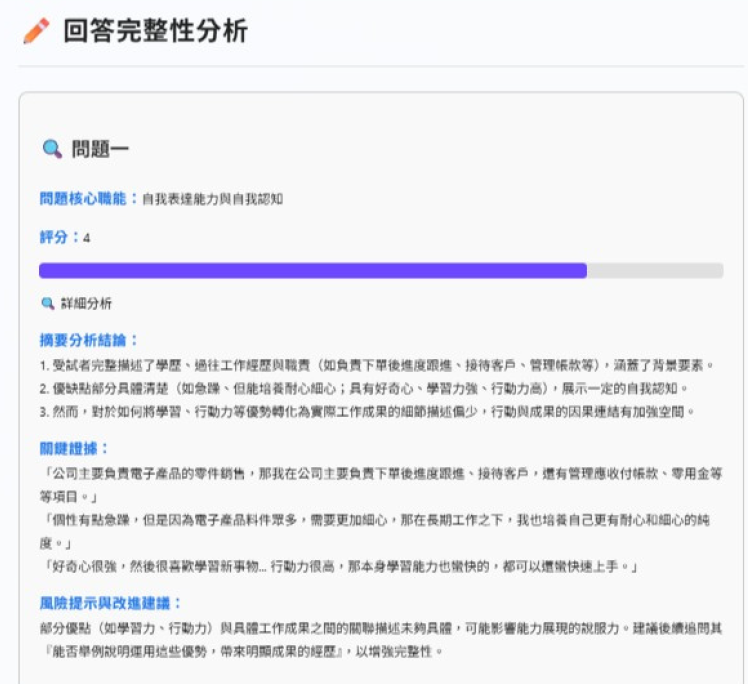 回答完整性分析
問題一
問題核心職能：自我表達能力與自我認知
評分：4
詳細分析
摘要分析結論：
1. 受試者完整描述了學歷、過往工作經歷與職責（如負責下單後進度跟進、接待客戶、管理帳款等），涵蓋了背景要素。
2. 優缺點部分具體清楚（如急躁、但能培養耐心細心；具有好奇心、學習力強、行動力高），展示一定的自我認知。
3. 然而，對於如何將學習、行動力等優勢轉化為實際工作成果的細節描述偏少，行動與成果的因果連結有加強空間。
關鍵證據：
「公司主要負責電子產品的零件銷售，那我在公司主要負責下單後進度跟進、接待客戶，還有管理應收付帳款、零用金等
等項目。」
「個性有點急躁，但是因為電子產品料件眾多，需要更加細心，那在長期工作之下，我也培養自己更有耐心和細心的純
度。」
「好奇心很強，然後很喜歡學習新事物... 行動力很高，那本身學習能力也蠻快的，都可以還蠻快速上手。」
風險提示與改進建議：
部分優點（如學習力、行動力）與具體工作成果之間的關聯描述未夠具體，可能影響能力展現的說服力。建議後續追問其
『能否舉例說明運用這些優勢，帶來明顯成果的經歷』，以增強完整性。